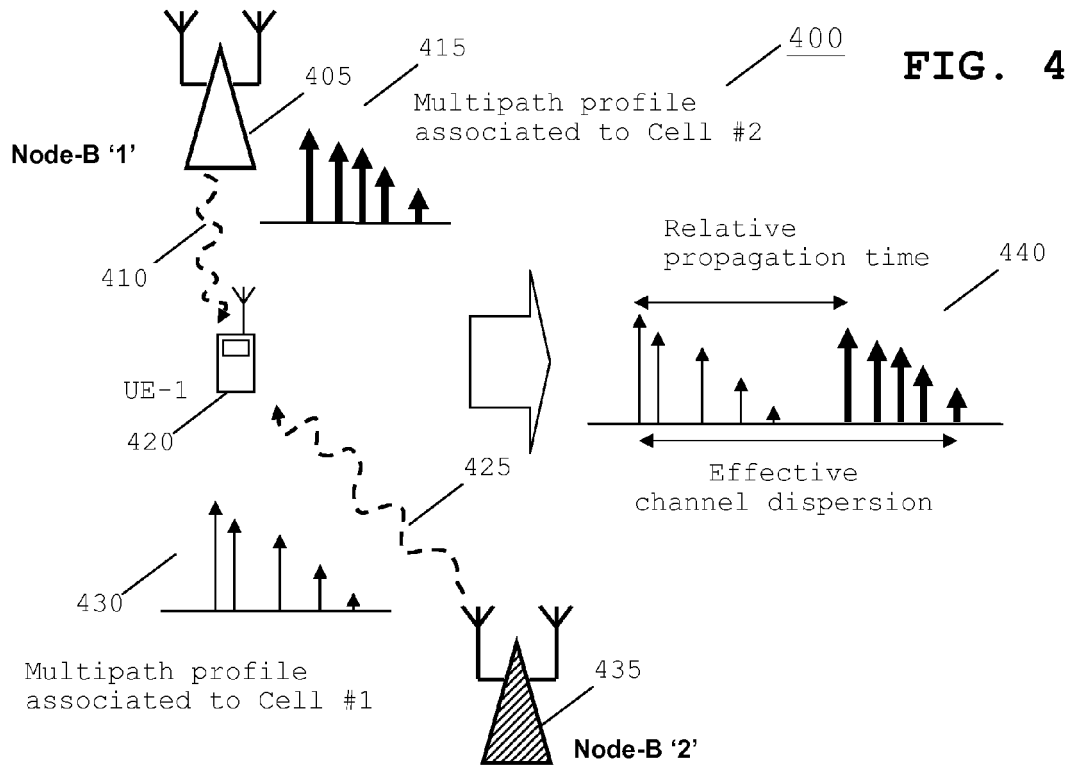 400
FIG. 4
415
405
Multipath profile
associated to Cell #2
Node-B ‘1’
Relative
propagation time
440
410
UE-1
420
425
Effective
channel dispersion
430
Multipath profile
associated to Cell #1
435
Node-B ‘2’